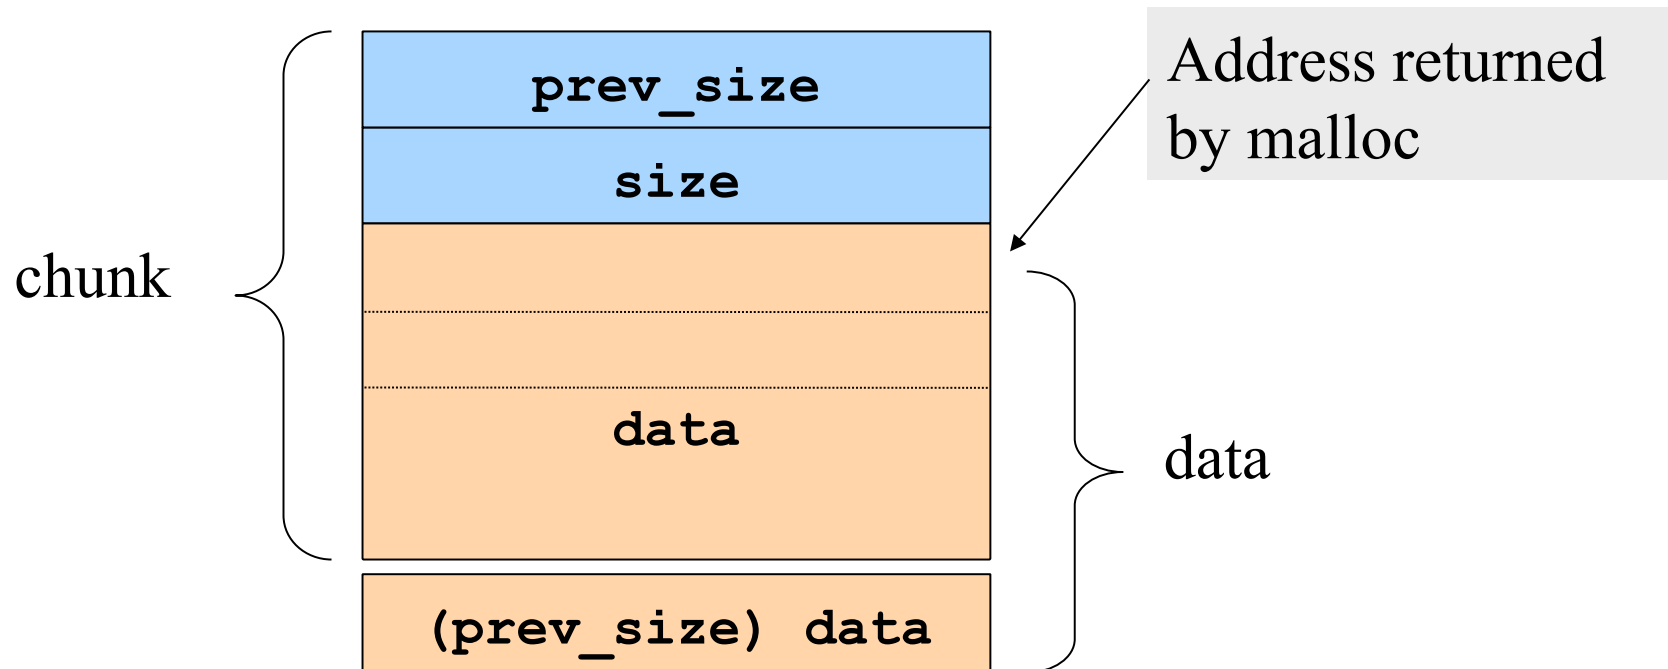 prev_size
Address returned
by malloc
size
chunk
data
data
(prev_size) data